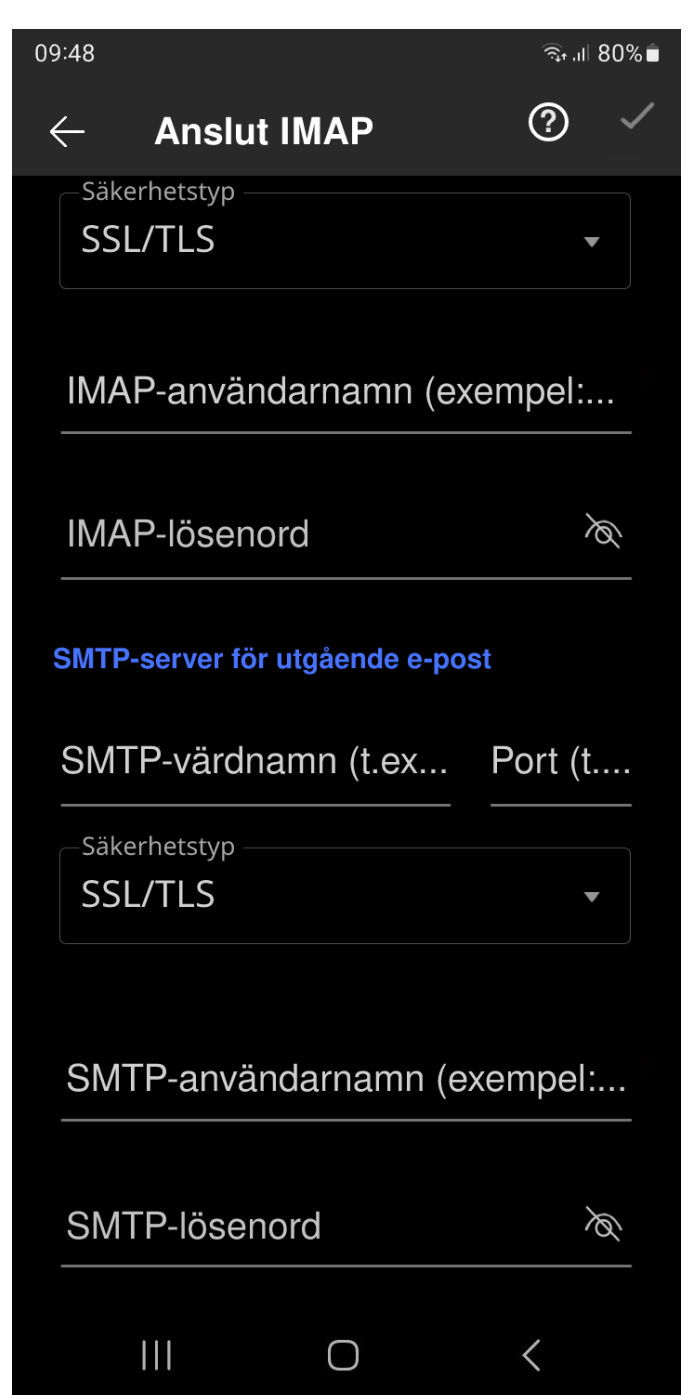 09:48
80%
Anslut IMAP
Säkerhetstyp
SSL/TLS
IMAP-användarnamn (exempel:...
IMAP-lösenord
SMTP-server för utgående e-post
SMTP-värdnamn (t.ex... Port (t....
Säkerhetstyp
SSL/TLS
SMTP-användarnamn (exempel:...
SMTP-lösenord